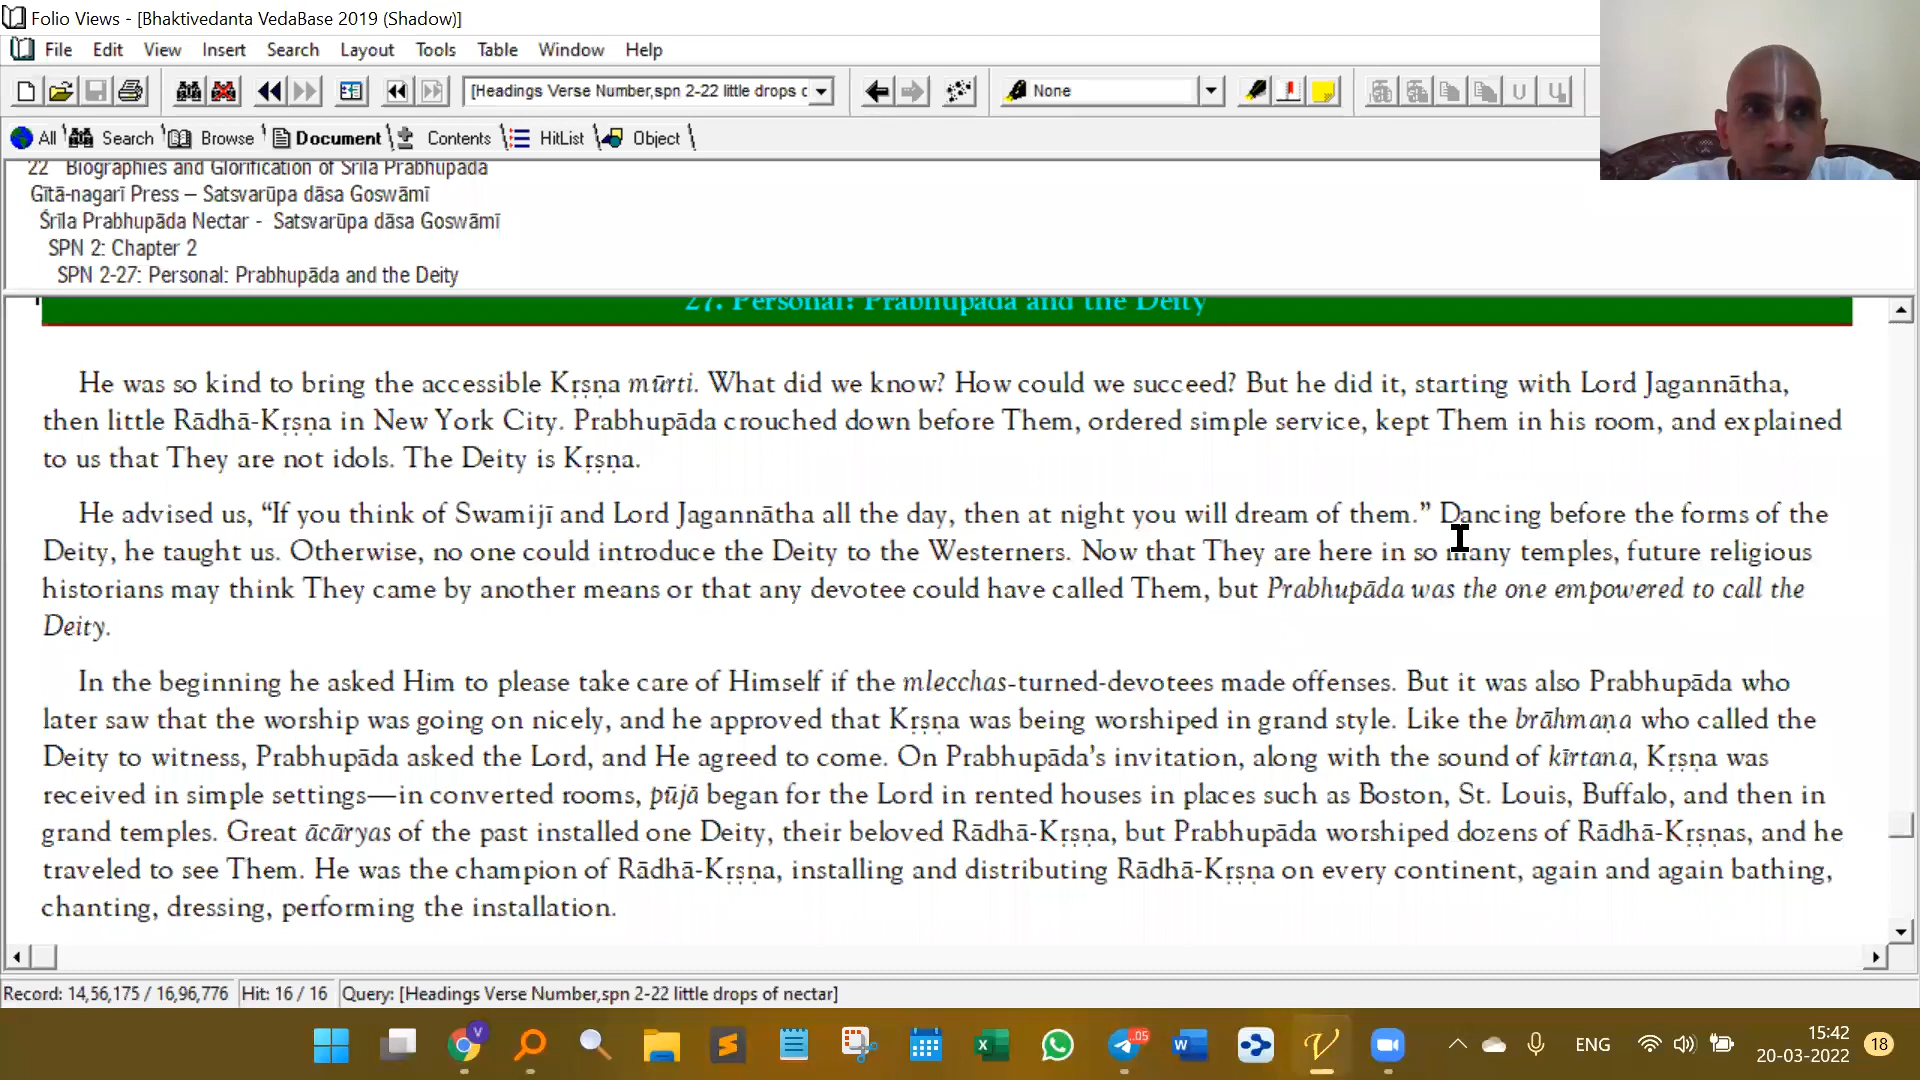 Folio Views - [Bhaktivedanta VedaBase 2019 (Shadow)]
File Edit View Insert Search Layout Tools Table Window Help
[Headings Verse Number,spn 2-22 little drops c None
All Search Browse Document Contents HitList Object
22 Biographies and Glorification of Śrīla Prabhupāda
Gītā-nagarī Press – Satsvarūpa dāsa Goswāmī
Śrīla Prabhupāda Nectar - Satsvarūpa dāsa Goswāmī
SPN 2: Chapter 2
SPN 2-27: Personal: Prabhupāda and the Deity
27. Personal: Prabhupāda and the Deity
He was so kind to bring the accessible Kṛṣṇa mūrti. What did we know? How could we succeed? But he did it, starting with Lord Jagannātha,
then little Rādhā-Kṛṣṇa in New York City. Prabhupāda crouched down before Them, ordered simple service, kept Them in his room, and explained
to us that They are not idols. The Deity is Kṛṣṇa.
He advised us, “If you think of Swamijī and Lord Jagannātha all the day, then at night you will dream of them.” Dancing before the forms of the
Deity, he taught us. Otherwise, no one could introduce the Deity to the Westerners. Now that They are here in so many temples, future religious
historians may think They came by another means or that any devotee could have called Them, but Prabhupāda was the one empowered to call the
Deity.
In the beginning he asked Him to please take care of Himself if the mlecchas-turned-devotees made offenses. But it was also Prabhupāda who
later saw that the worship was going on nicely, and he approved that Kṛṣṇa was being worshiped in grand style. Like the brāhmaṇa who called the
Deity to witness, Prabhupāda asked the Lord, and He agreed to come. On Prabhupāda’s invitation, along with the sound of kīrtana, Kṛṣṇa was
received in simple settings—in converted rooms, pūjā began for the Lord in rented houses in places such as Boston, St. Louis, Buffalo, and then in
grand temples. Great ācāryas of the past installed one Deity, their beloved Rādhā-Kṛṣṇa, but Prabhupāda worshiped dozens of Rādhā-Kṛṣṇas, and he
traveled to see Them. He was the champion of Rādhā-Kṛṣṇa, installing and distributing Rādhā-Kṛṣṇa on every continent, again and again bathing,
chanting, dressing, performing the installation.
Record: 14,56,175 / 16,96,776 Hit: 16 / 16 Query: [Headings Verse Number,spn 2-22 little drops of nectar]
ENG 15:42
20-03-2022 18